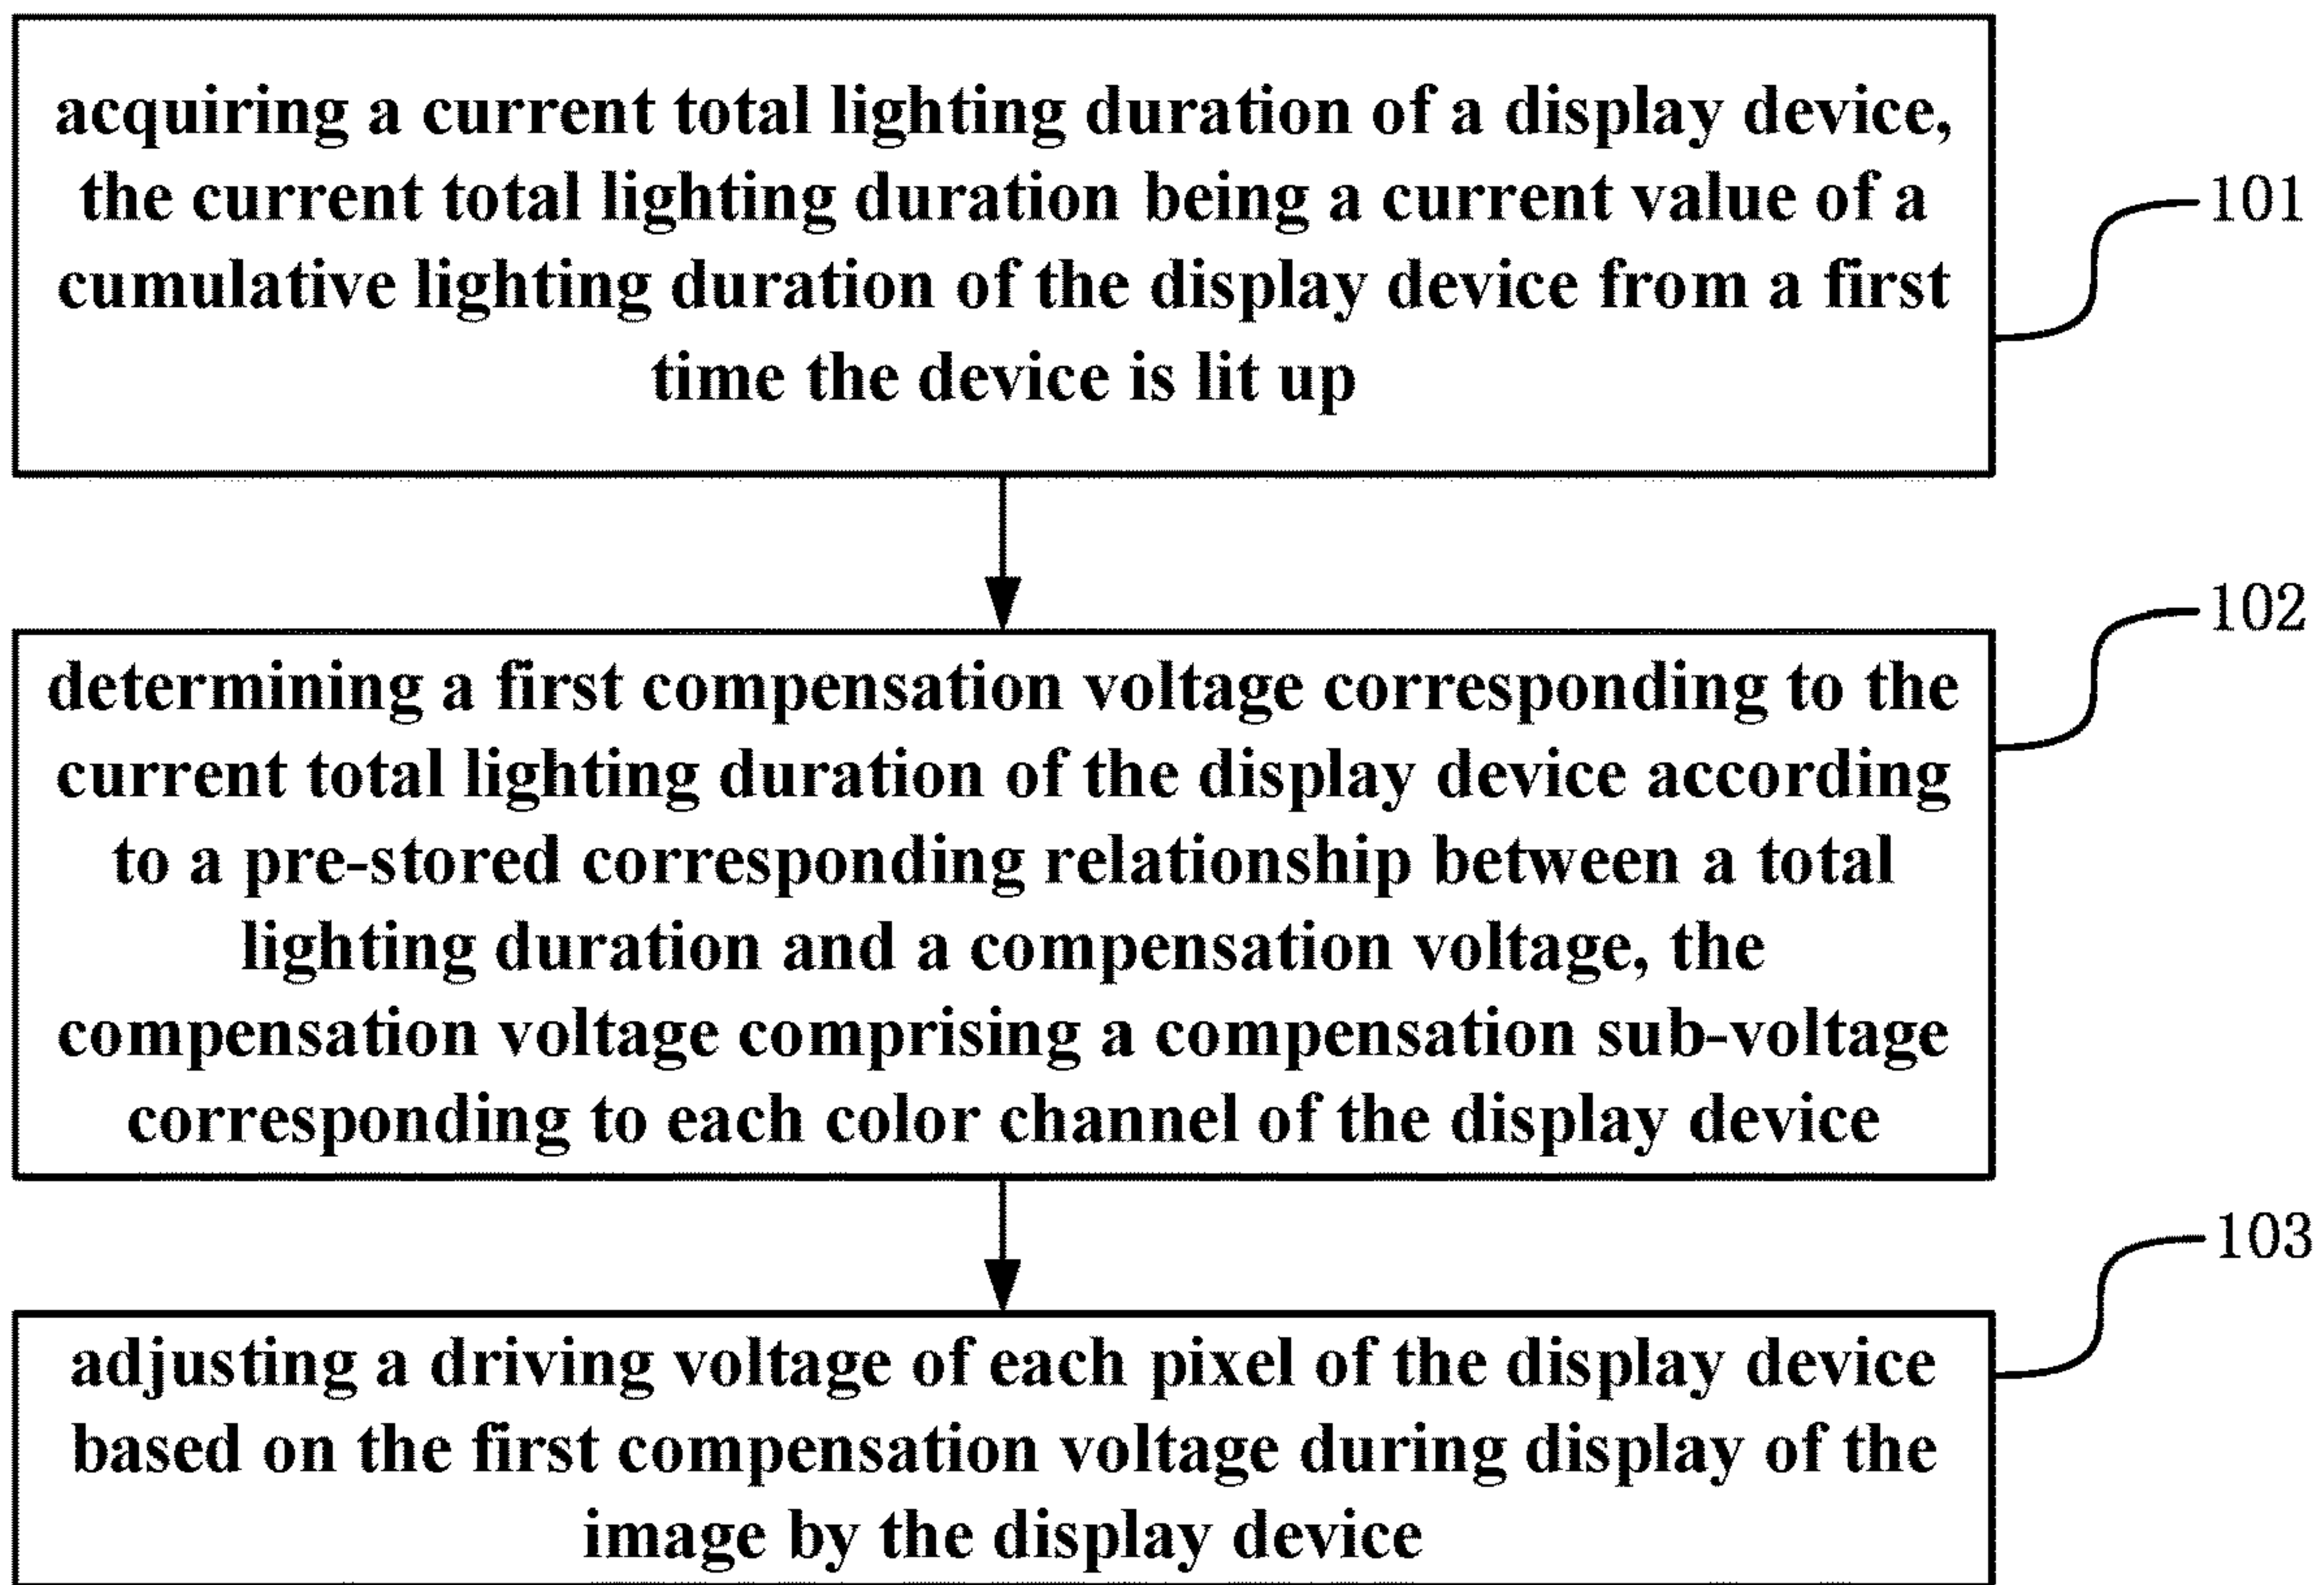 acquiring a current total lighting duration of a display device,
the current total lighting duration being a current value of a
cumulative lighting duration of the display device from a first
time the device is lit up
101
determining a first compensation voltage corresponding to the
current total lighting duration of the display device according
to a pre-stored corresponding relationship between a total
lighting duration and a compensation voltage, the
compensation voltage comprising a compensation sub-voltage
corresponding to each color channel of the display device
102
adjusting a driving voltage of each pixel of the display device
based on the first compensation voltage during display of the
image by the display device
103